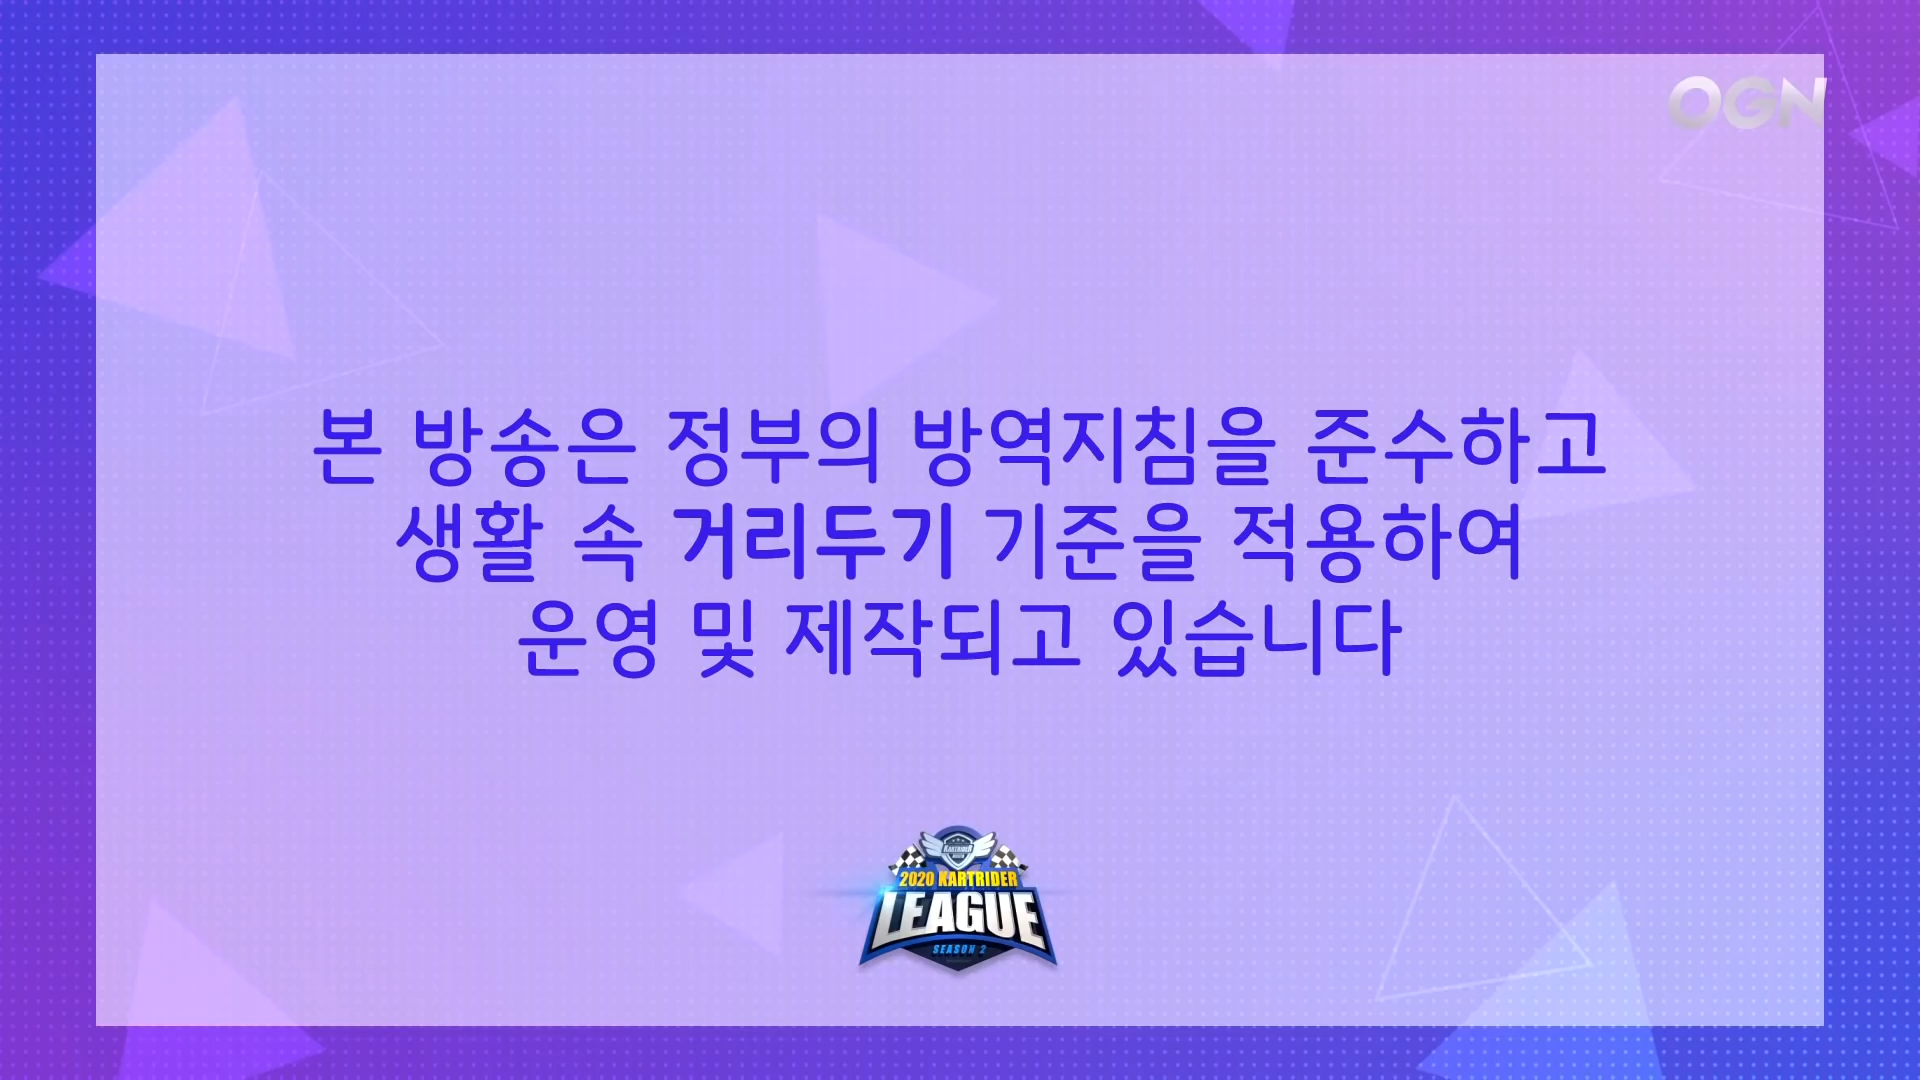 OGN
본 방송은 정부의 방역지침을 준수하고
생활 속 거리두기 기준을 적용하여
운영 및 제작되고 있습니다
KARTRIDER
2020 KARTRIDER
LEAGUE
SEASON 2